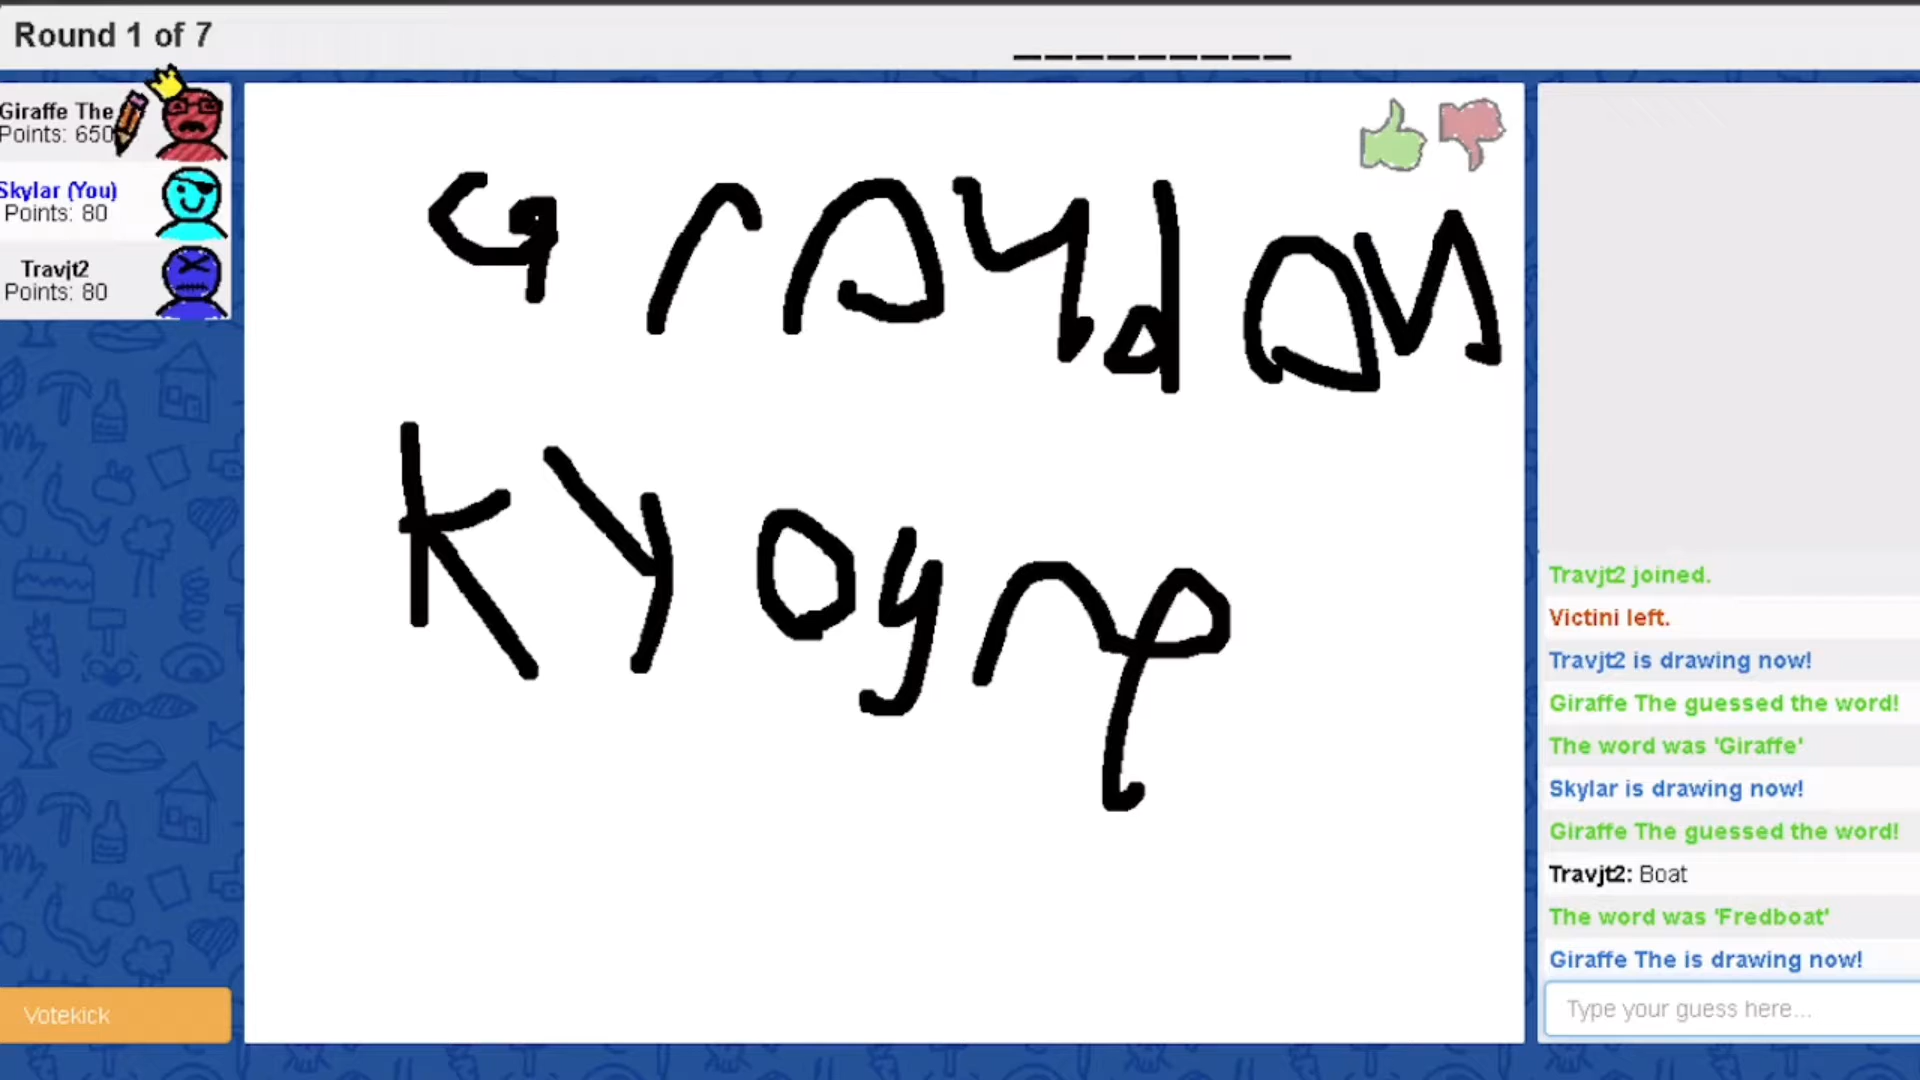 Round 1 of 7
_________
Giraffe The
Points: 650
Skylar (You)
Points: 80
Travjt2
Points: 80
Graydan
Kyogre
Travjt2 joined.
Victini left.
Travjt2 is drawing now!
Giraffe The guessed the word!
The word was 'Giraffe'
Skylar is drawing now!
Giraffe The guessed the word!
Travjt2: Boat
The word was 'Fredboat'
Giraffe The is drawing now!
Type your guess here...
Votekick